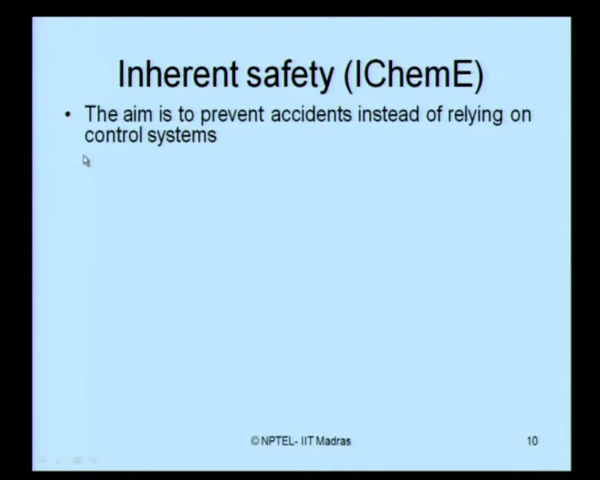 Inherent safety (IChemE)
• The aim is to prevent accidents instead of relying on
control systems
© NPTEL- IIT Madras
10